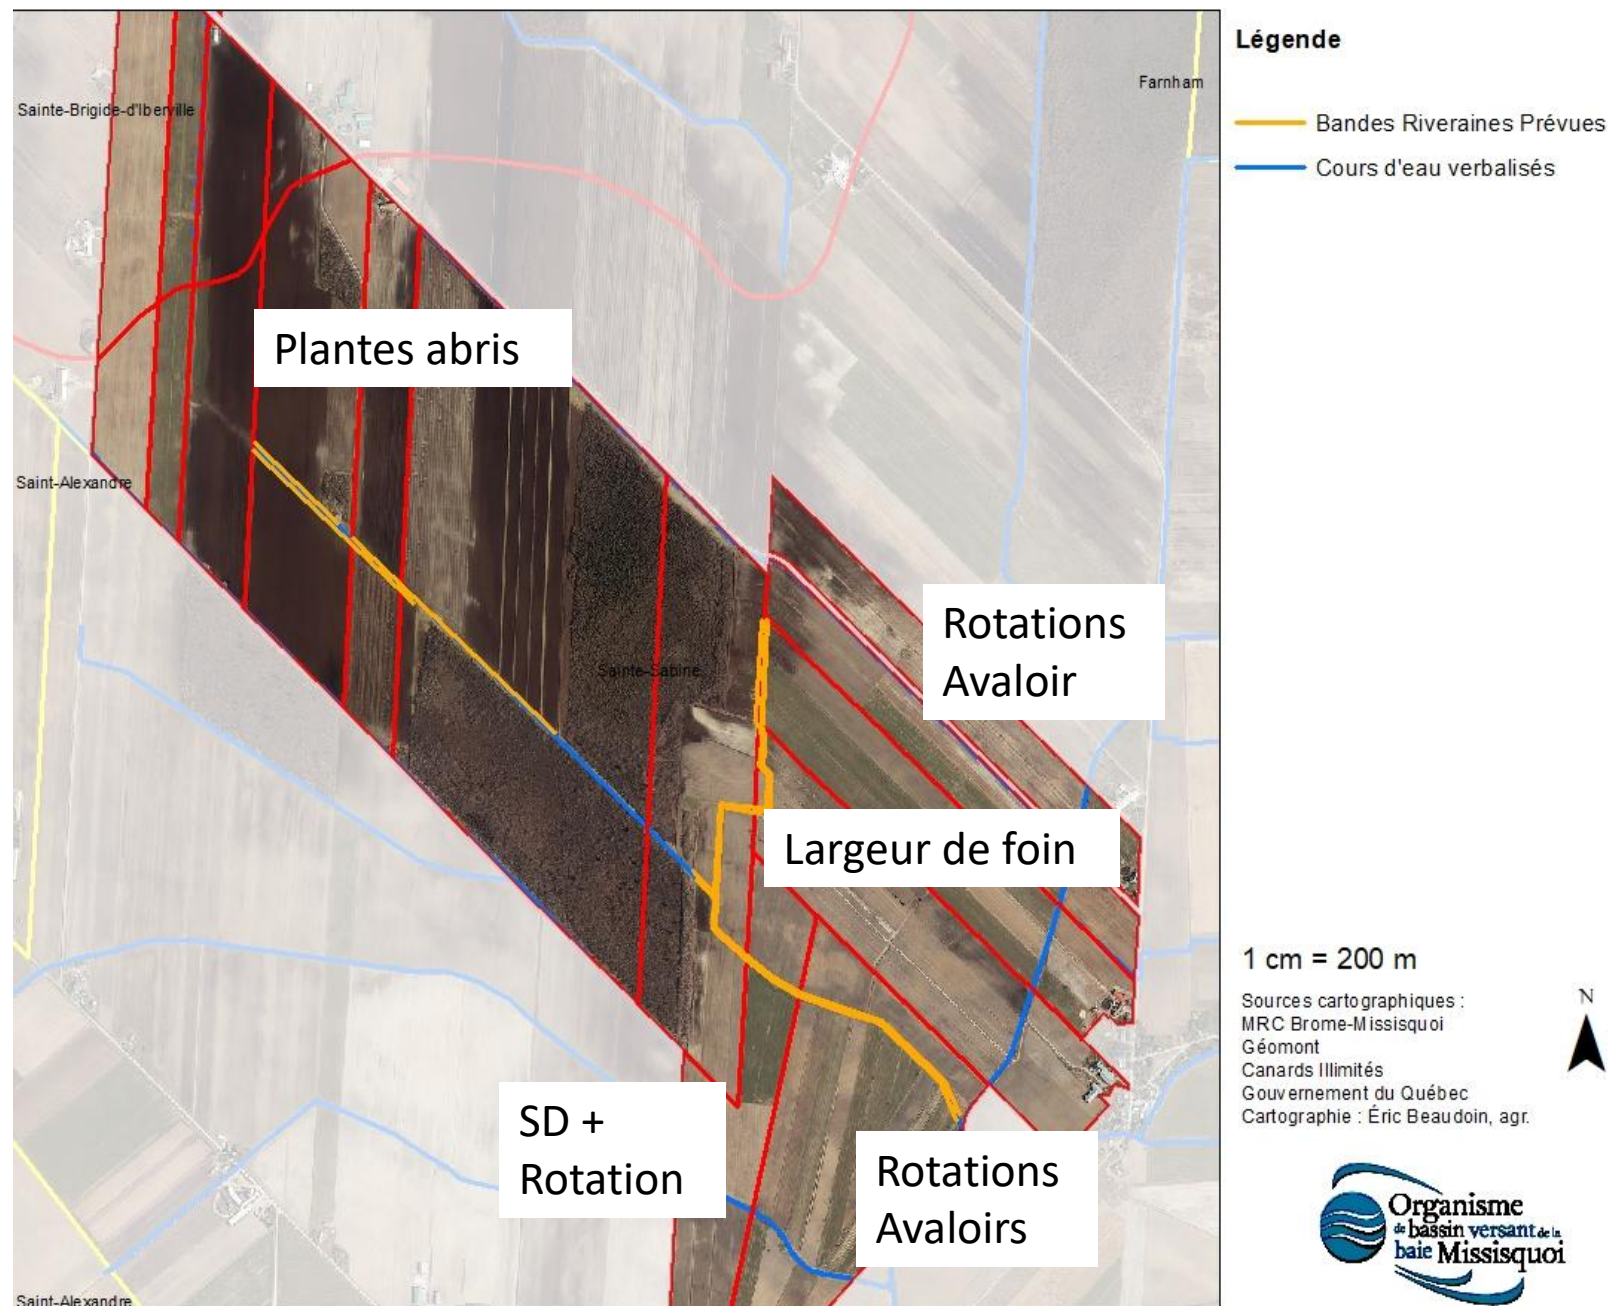 Légende
Farnham
Sainte-Brigide-d'Iberville
Bandes Riveraines Prévues
Cours d'eau verbalisés
Plantes abris
Saint-Alexandre
Rotations
Avaloir
Sainte-Sabine
Largeur de foin
1 cm = 200 m
Sources cartographiques :
MRC Brome-Missisquoi
Géomont
Canards Illimités
Gouvernement du Québec
Cartographie : Éric Beaudoin, agr.
N
SD +
Rotation
Rotations
Avaloirs
Organisme
de bassin versant de la
baie Missisquoi
Saint-Alexandre